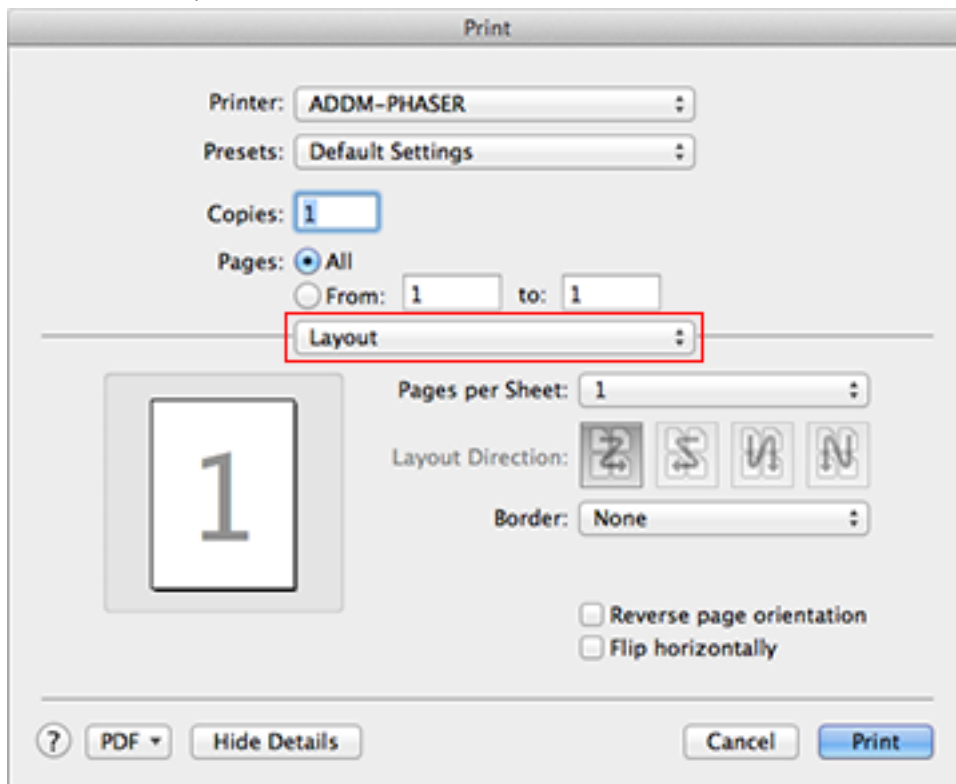 Print
Printer: ADDM-PHASER
Presets: Default Settings
Copies: 1
Pages: All
From: 1 to: 1
Layout
Pages per Sheet: 1
1
Layout Direction:
Border: None
Reverse page orientation
Flip horizontally
? PDF Hide Details Cancel Print